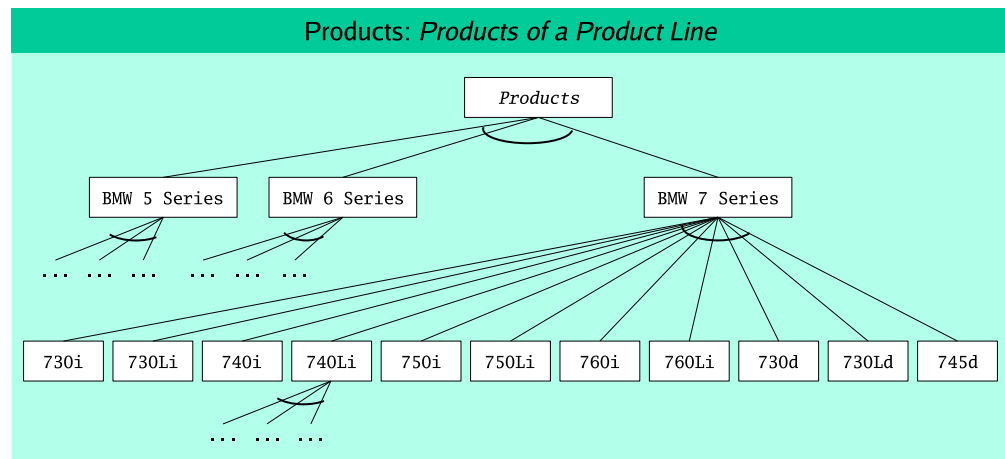 Products: Products of a Product Line
Products
BMW 5 Series
BMW 6 Series
BMW 7 Series
... ... ... ... ... ...
730i
730Li
740i
740Li
750i
750Li
760i
760Li
730d
730Ld
745d
... ... ...